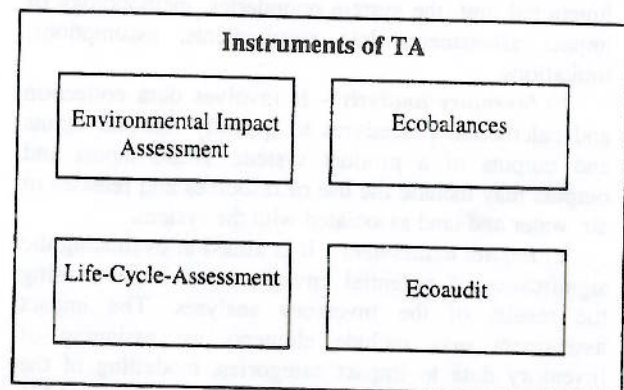 Instruments of TA
Environmental Impact
Assessment
Ecobalances
Life-Cycle-Assessment
Ecoaudit